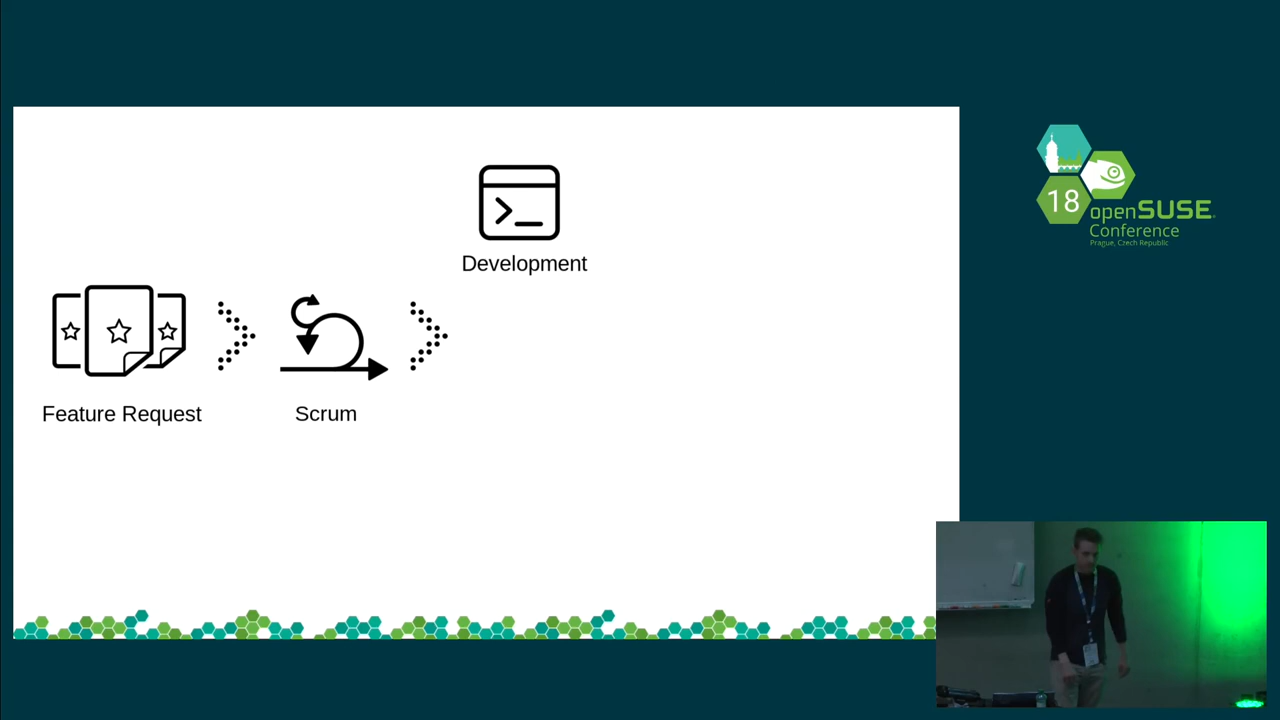 Development
Feature Request
Scrum
18
openSUSE
Conference
Prague, Czech Republic